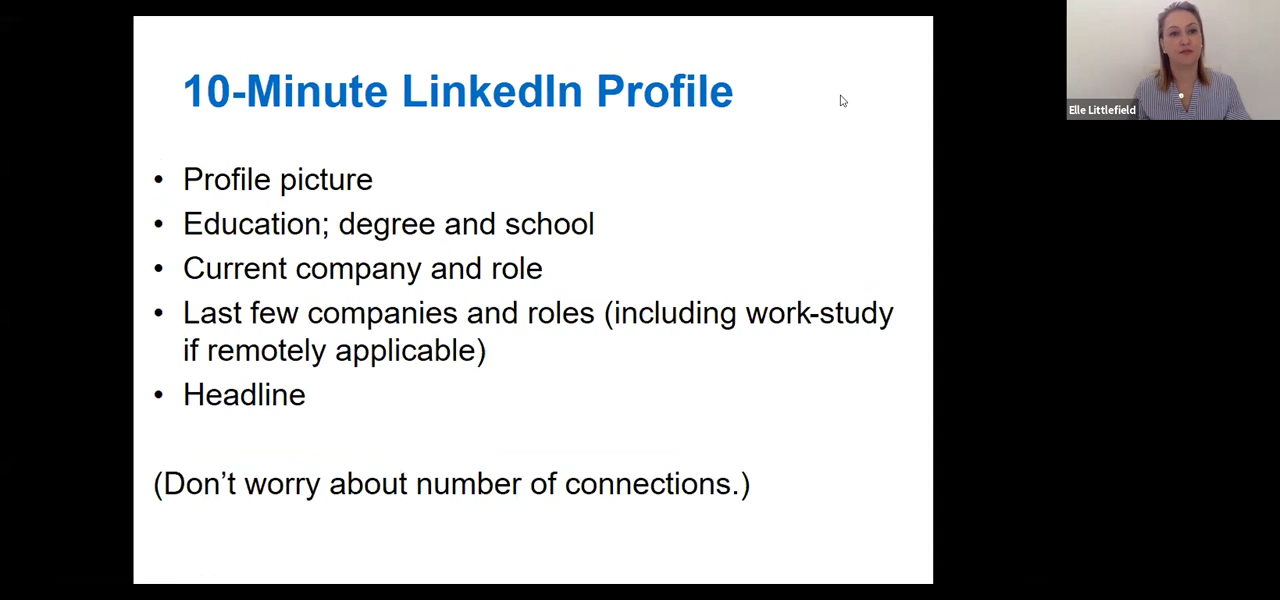 10-Minute LinkedIn Profile
Elle Littlefield
• Profile picture
• Education; degree and school
• Current company and role
• Last few companies and roles (including work-study
if remotely applicable)
• Headline
(Don’t worry about number of connections.)